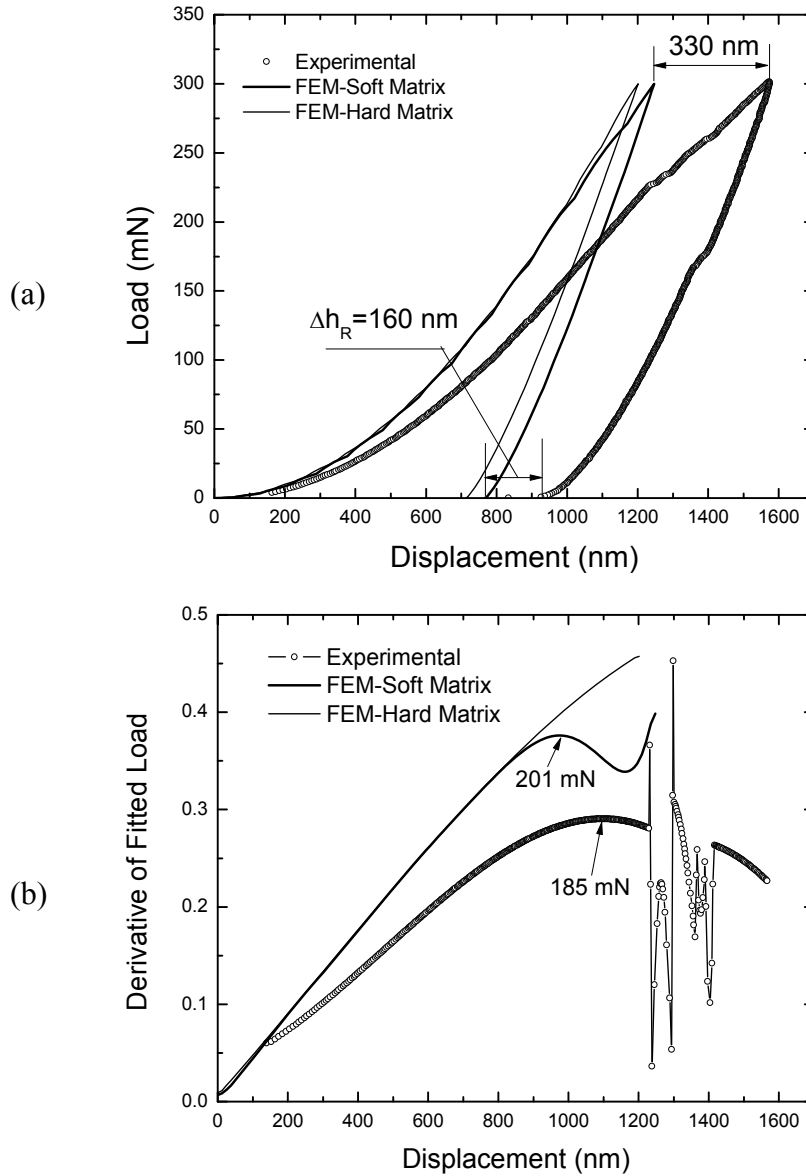 (a)
Load (mN)
350
300
250
200
150
100
50
0
Experimental
FEM-Soft Matrix
FEM-Hard Matrix
330 nm
Δh_R=160 nm
0 200 400 600 800 1000 1200 1400 1600
Displacement (nm)
(b)
Derivative of Fitted Load
0.5
0.4
0.3
0.2
0.1
0.0
Experimental
FEM-Soft Matrix
FEM-Hard Matrix
201 mN
185 mN
0 200 400 600 800 1000 1200 1400 1600
Displacement (nm)